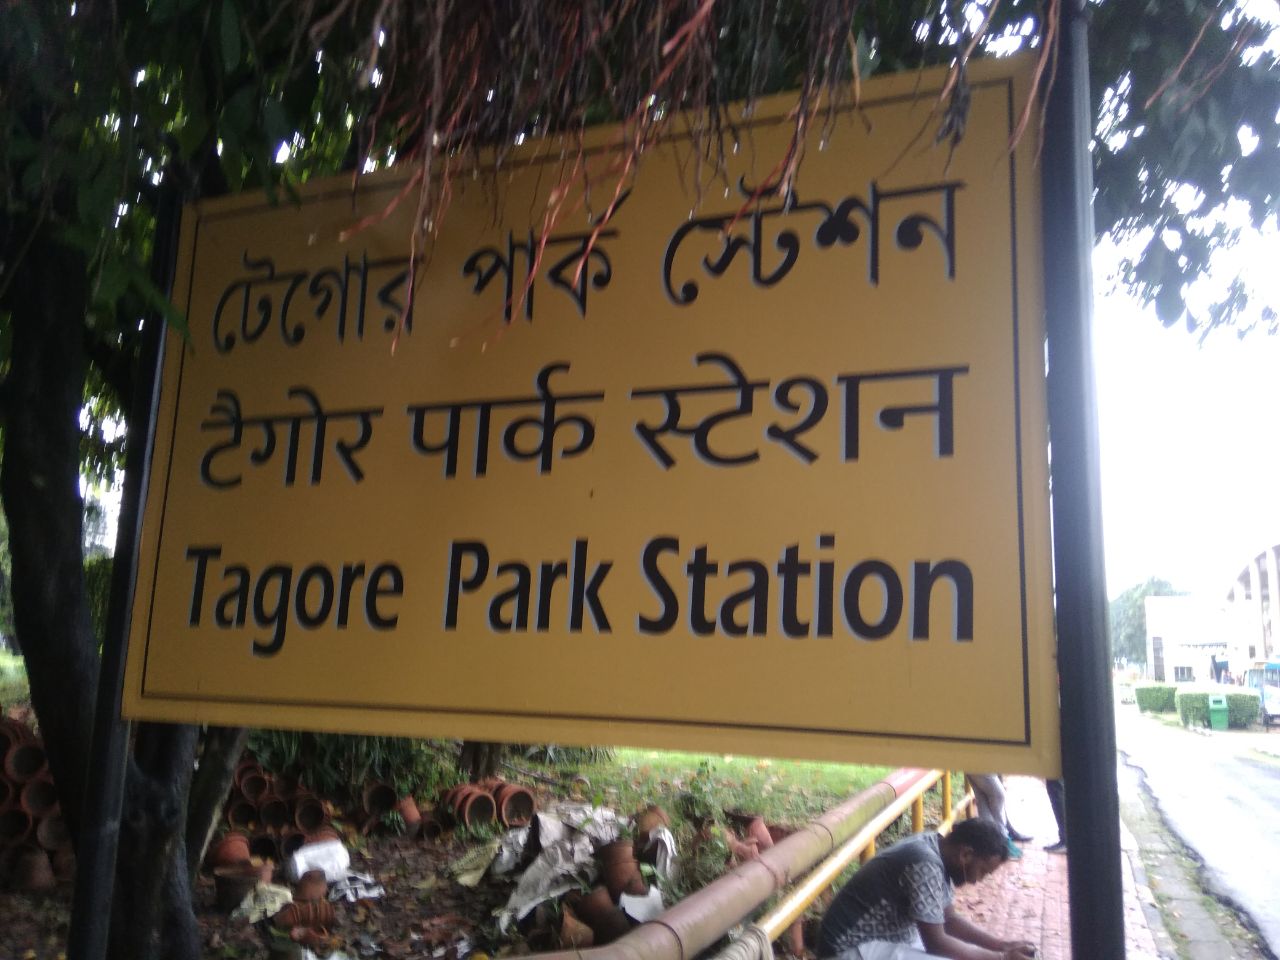 টেগোর পার্ক স্টেশন
टैगोर पार्क स्टेशन
Tagore Park Station